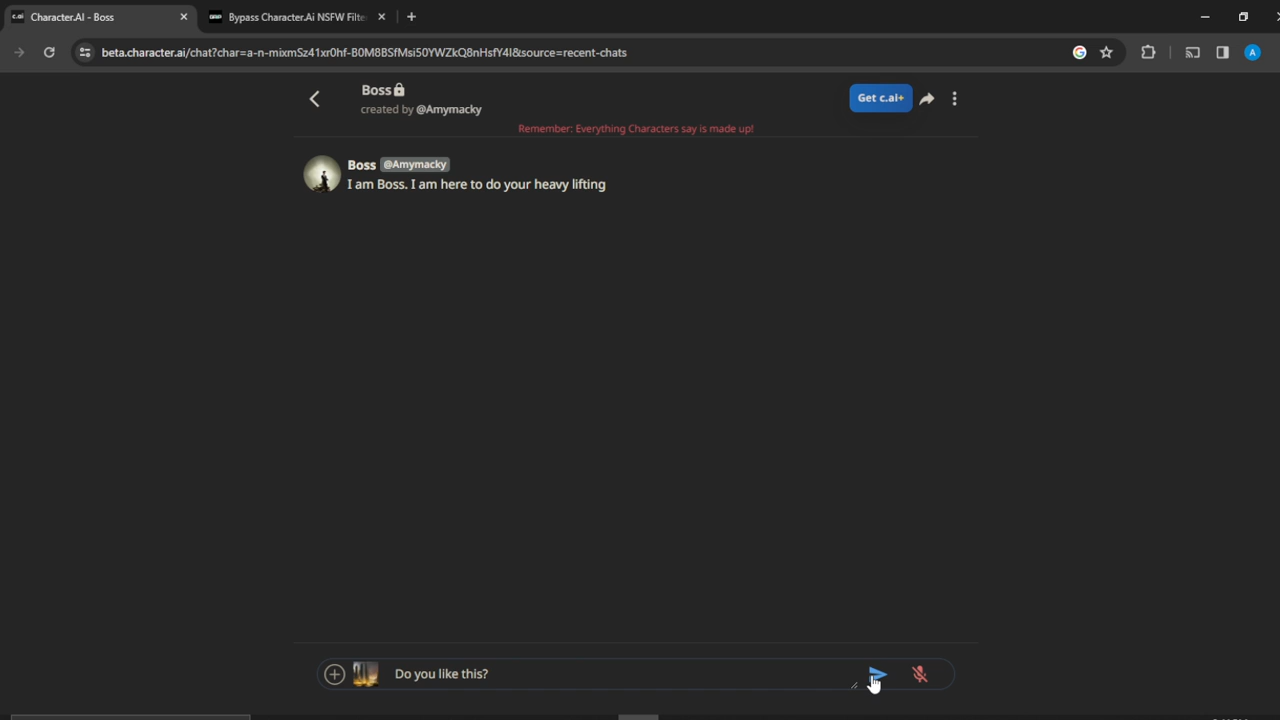 c.ai Character.AI - Boss
Bypass Character.Ai NSFW Filte
beta.character.ai/chat?char=a-n-mixmSz41xr0hf-B0M8BSfMsi50YWZkQ8nHsfY4I&source=recent-chats
A
Boss
created by @Amymacky
Get c.ai+
Remember: Everything Characters say is made up!
Boss @Amymacky
I am Boss. I am here to do your heavy lifting
Do you like this?